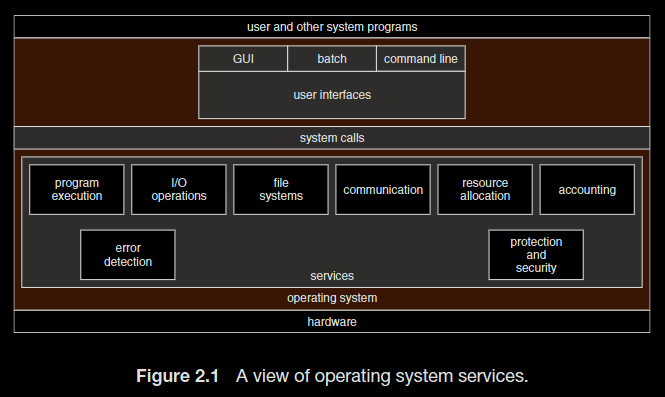 user and other system programs
GUI batch command line
user interfaces
system calls
program
execution
I/O
operations
file
systems
communication
resource
allocation
accounting
error
detection
protection
and
security
services
operating system
hardware
Figure 2.1 A view of operating system services.